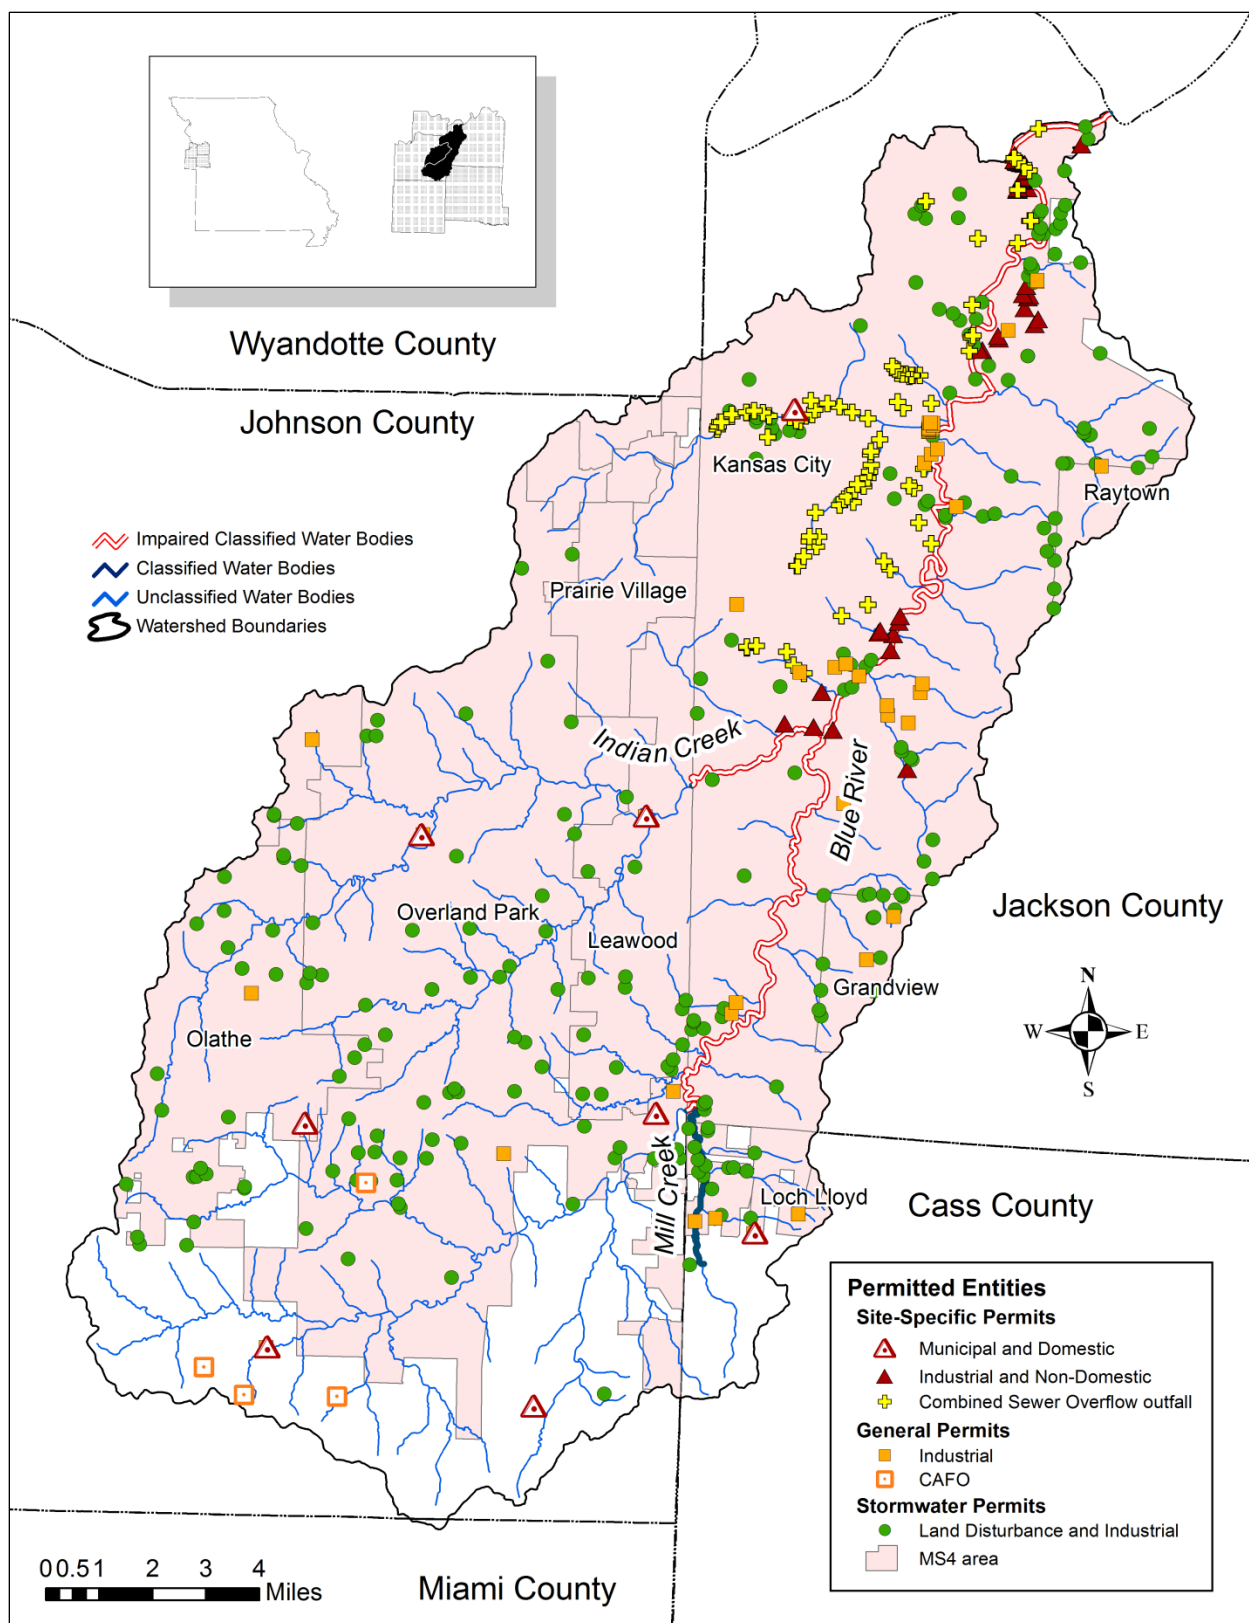 Wyandotte County
Johnson County
Kansas City
Raytown
Impaired Classified Water Bodies
Classified Water Bodies
Unclassified Water Bodies
Watershed Boundaries
Prairie Village
Indian Creek
Blue River
Overland Park
Leawood
Jackson County
Grandview
N
W E
S
Olathe
Mill Creek
Loch Lloyd
Cass County
Permitted Entities
Site-Specific Permits
Municipal and Domestic
Industrial and Non-Domestic
Combined Sewer Overflow outfall
General Permits
Industrial
CAFO
Stormwater Permits
Land Disturbance and Industrial
MS4 area
0 0.5 1 2 3 4
Miles
Miami County